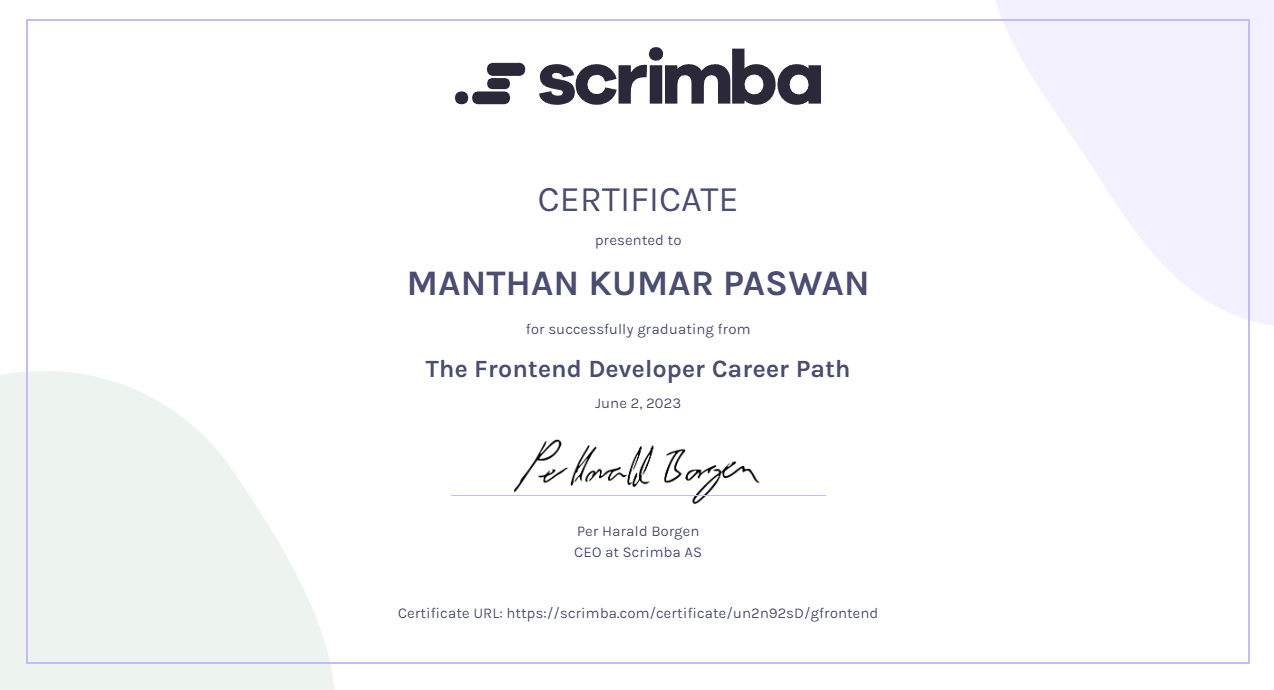 scrimba
CERTIFICATE
presented to
MANTHAN KUMAR PASWAN
for successfully graduating from
The Frontend Developer Career Path
June 2, 2023
Per Harald Borgen
Per Harald Borgen
CEO at Scrimba AS
Certificate URL: https://scrimba.com/certificate/un2n92sD/gfrontend